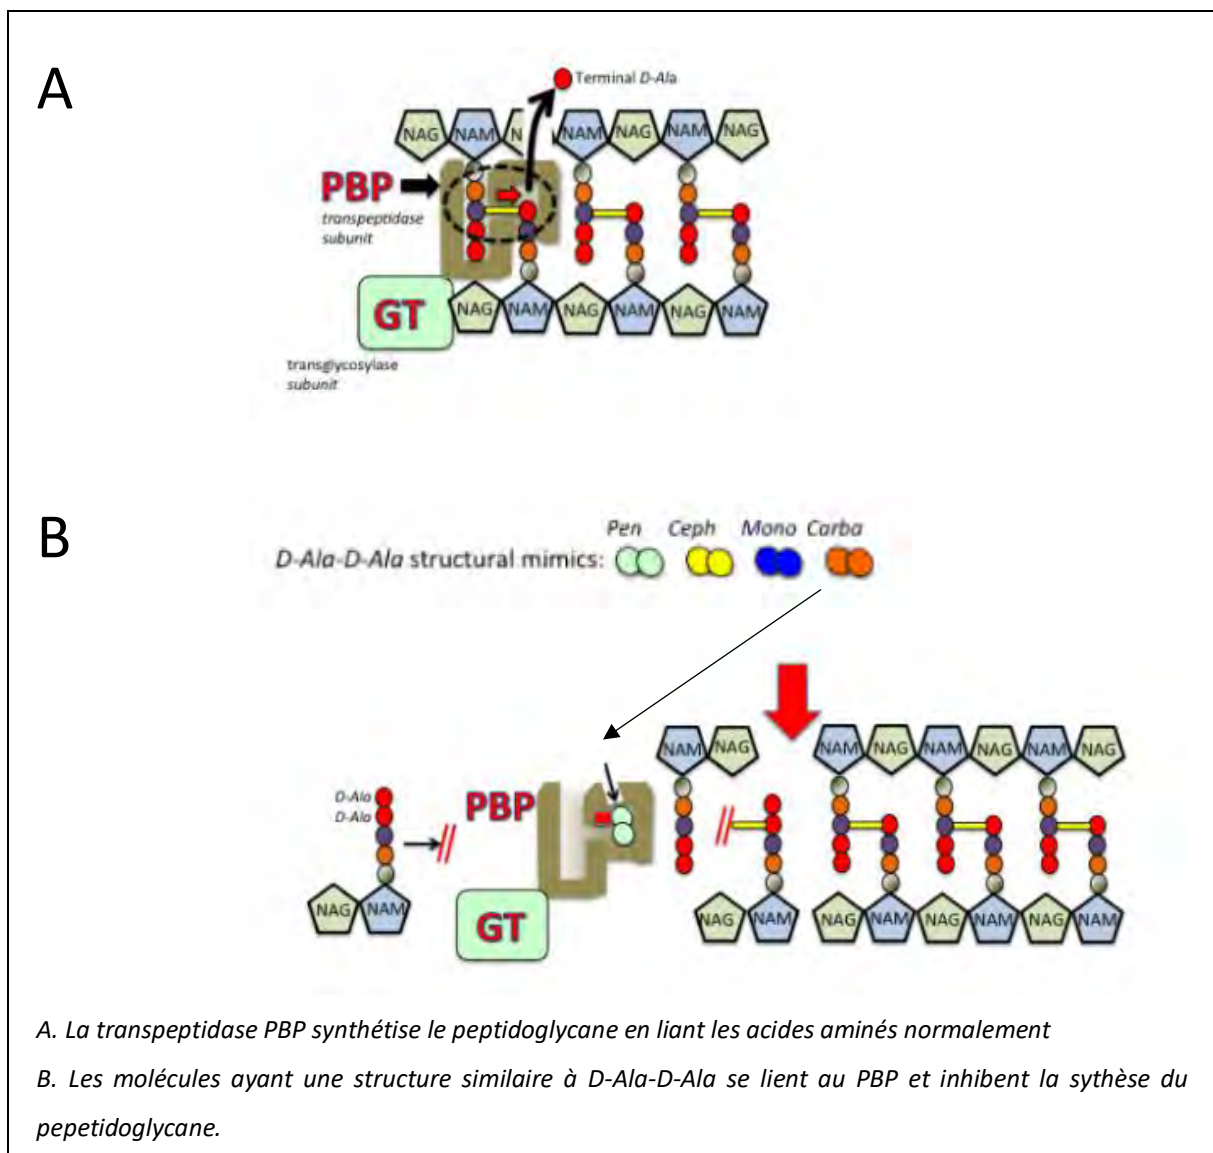 A
Terminal D-Ala
NAG NAM N NAM NAG NAM NAG
PBP
transpeptidase
subunit
GT NAG NAM NAG NAM NAG NAM
transglycosylase
subunit
B
Pen Ceph Mono Carba
D-Ala-D-Ala structural mimics:
NAM NAG NAM NAG NAM NAG NAM NAG
D-Ala
D-Ala
PBP
NAG NAM
GT
NAG NAM NAG NAM NAG NAM NAG NAM
A. La transpeptidase PBP synthétise le peptidoglycane en liant les acides aminés normalement
B. Les molécules ayant une structure similaire à D-Ala-D-Ala se lient au PBP et inhibent la sythèse du
pepetidoglycane.